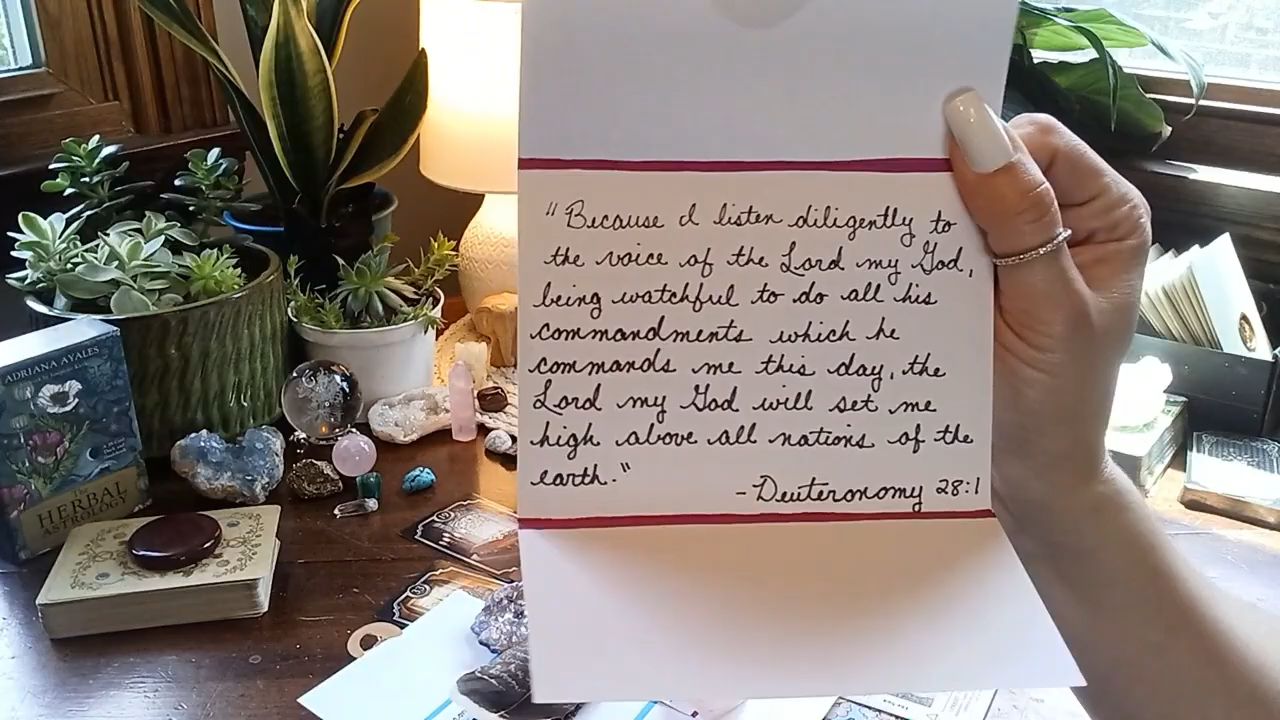 "Because I listen diligently to
the voice of the Lord my God,
being watchful to do all his
commandments which he
commands me this day, the
Lord my God will set me
high above all nations of the
earth."
-Deuteronomy 28:1
ADRIANA AYALES
The
HERBAL
ASTROLOGY